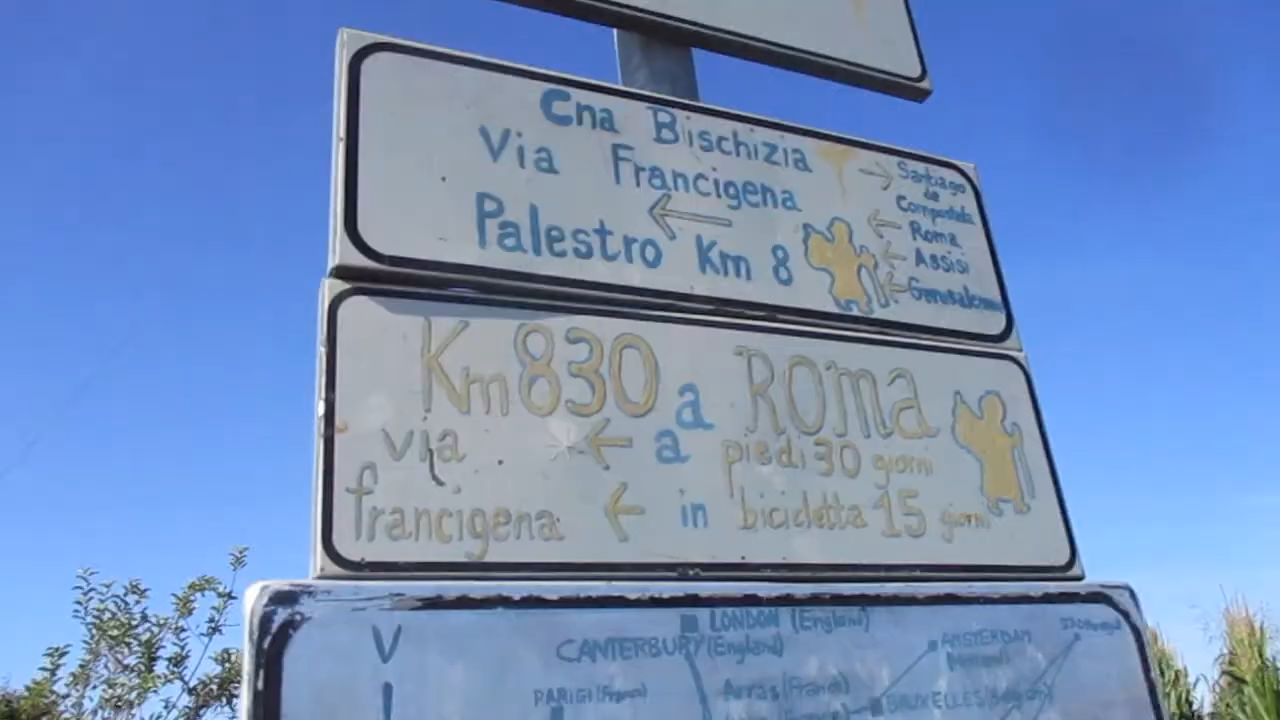 Cna Bischizia
Via Francigena
Palestro Km 8
Santiago
de
Compostela
Roma
Assisi
Gerusalemme
Km 830 a ROMA
via a piedi 30 giorni
francigena in bicicletta 15 giorni
V
I
LONDON (England)
CANTERBURY (England)
AMSTERDAM
PARIGI (France)
Arras (France)
BRUXELLES (Belgium)